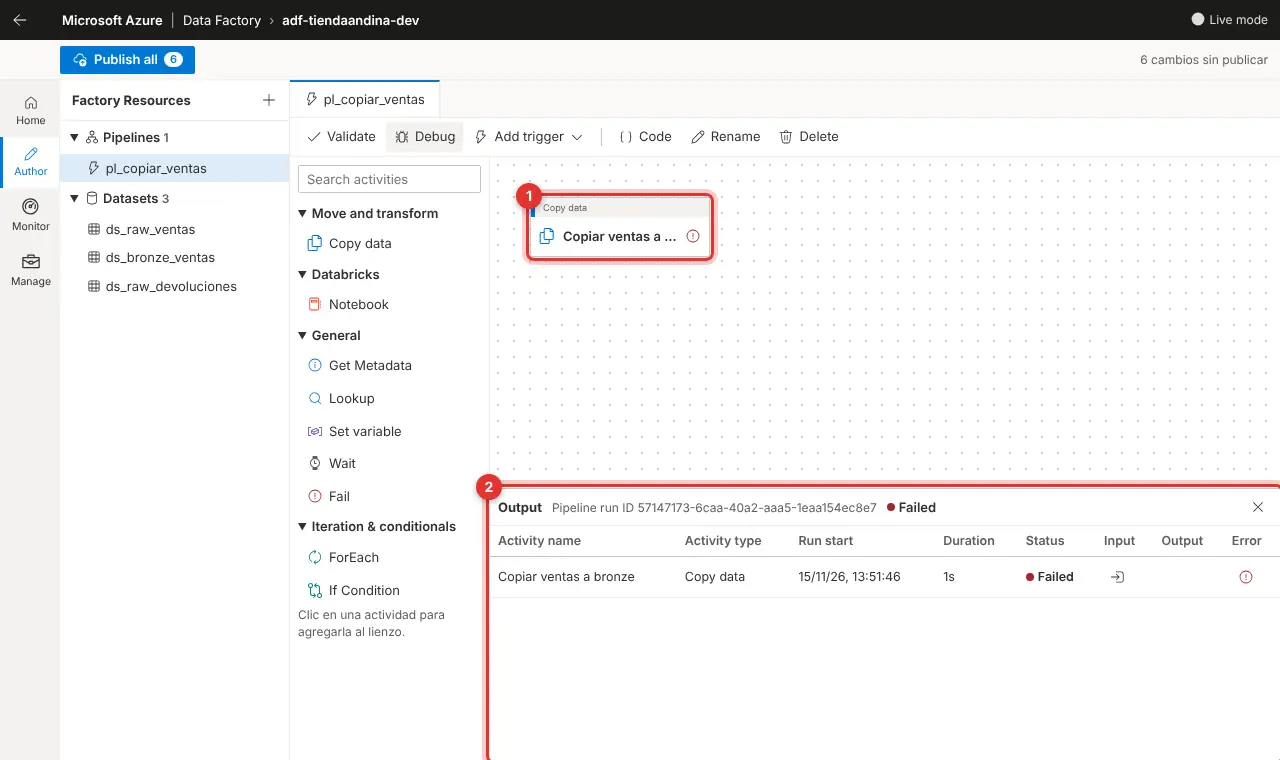 Microsoft Azure | Data Factory › adf-tiendaandina-dev
Live mode
Publish all 6
6 cambios sin publicar
Home
Author
Monitor
Manage
Factory Resources
Pipelines 1
pl_copiar_ventas
Datasets 3
ds_raw_ventas
ds_bronze_ventas
ds_raw_devoluciones
pl_copiar_ventas
Validate Debug Add trigger Code Rename Delete
Search activities
Move and transform
Copy data
Databricks
Notebook
General
Get Metadata
Lookup
Set variable
Wait
Fail
Iteration & conditionals
ForEach
If Condition
Clic en una actividad para
agregarla al lienzo.
1
Copy data
Copiar ventas a ...
2
Output Pipeline run ID 57147173-6caa-40a2-aaa5-1eaa154ec8e7 Failed
Activity name Activity type Run start Duration Status Input Output Error
Copiar ventas a bronze Copy data 15/11/26, 13:51:46 1s Failed